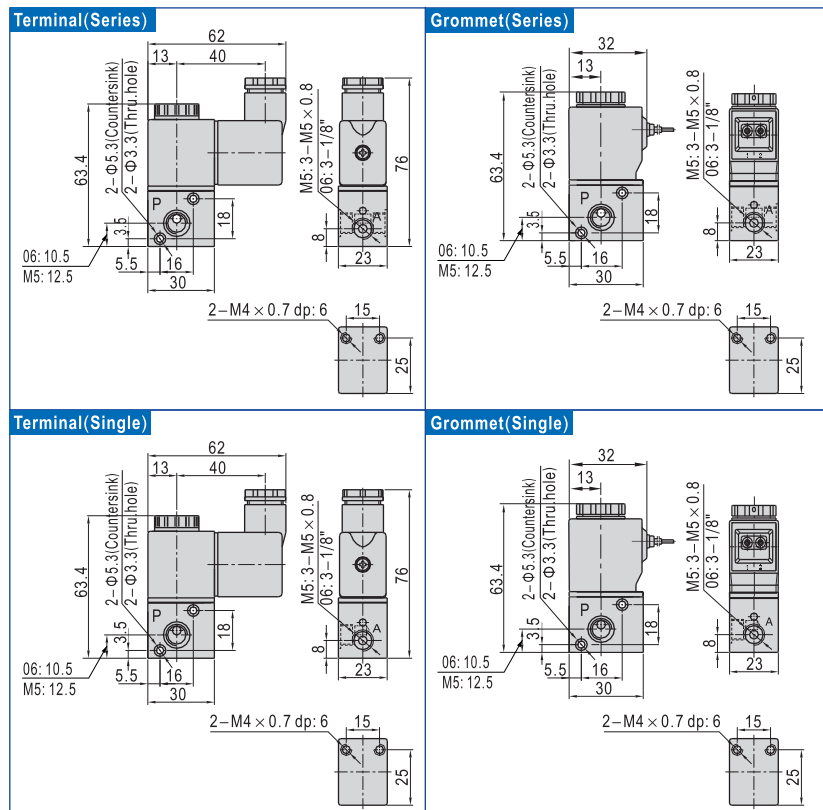 Terminal(Series)
62
13
40
2-Φ5.3(Countersink)
2-Φ3.3(Thru.hole)
63.4
P
3.5
18
06: 10.5
M5: 12.5
5.5
16
30
M5: 3-M5×0.8
06: 3-1/8"
76
A
8
23
2-M4×0.7 dp: 6
15
25
Grommet(Series)
32
13
2-Φ5.3(Countersink)
2-Φ3.3(Thru.hole)
63.4
P
3.5
18
06: 10.5
M5: 12.5
5.5
16
30
M5: 3-M5×0.8
06: 3-1/8"
1 2
A
8
23
2-M4×0.7 dp: 6
15
25
Terminal(Single)
62
13
40
2-Φ5.3(Countersink)
2-Φ3.3(Thru.hole)
63.4
P
3.5
18
06: 10.5
M5: 12.5
5.5
16
30
M5: 3-M5×0.8
06: 3-1/8"
76
A
8
23
2-M4×0.7 dp: 6
15
25
Grommet(Single)
32
13
2-Φ5.3(Countersink)
2-Φ3.3(Thru.hole)
63.4
P
3.5
18
06: 10.5
M5: 12.5
5.5
16
30
M5: 3-M5×0.8
06: 3-1/8"
1 2
A
8
23
2-M4×0.7 dp: 6
15
25